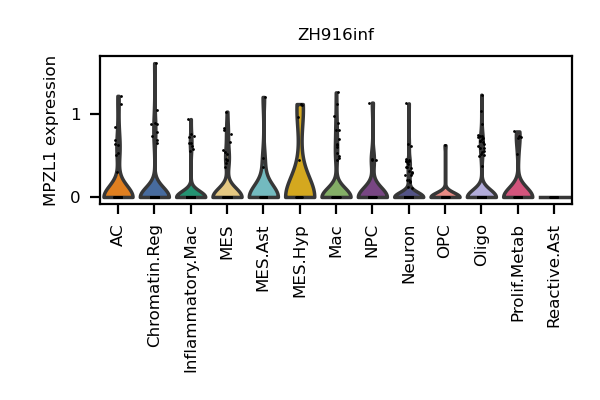 ZH916inf
MPZL1 expression
1
0
AC
Chromatin.Reg
Inflammatory.Mac
MES
MES.Ast
MES.Hyp
Mac
NPC
Neuron
OPC
Oligo
Prolif.Metab
Reactive.Ast